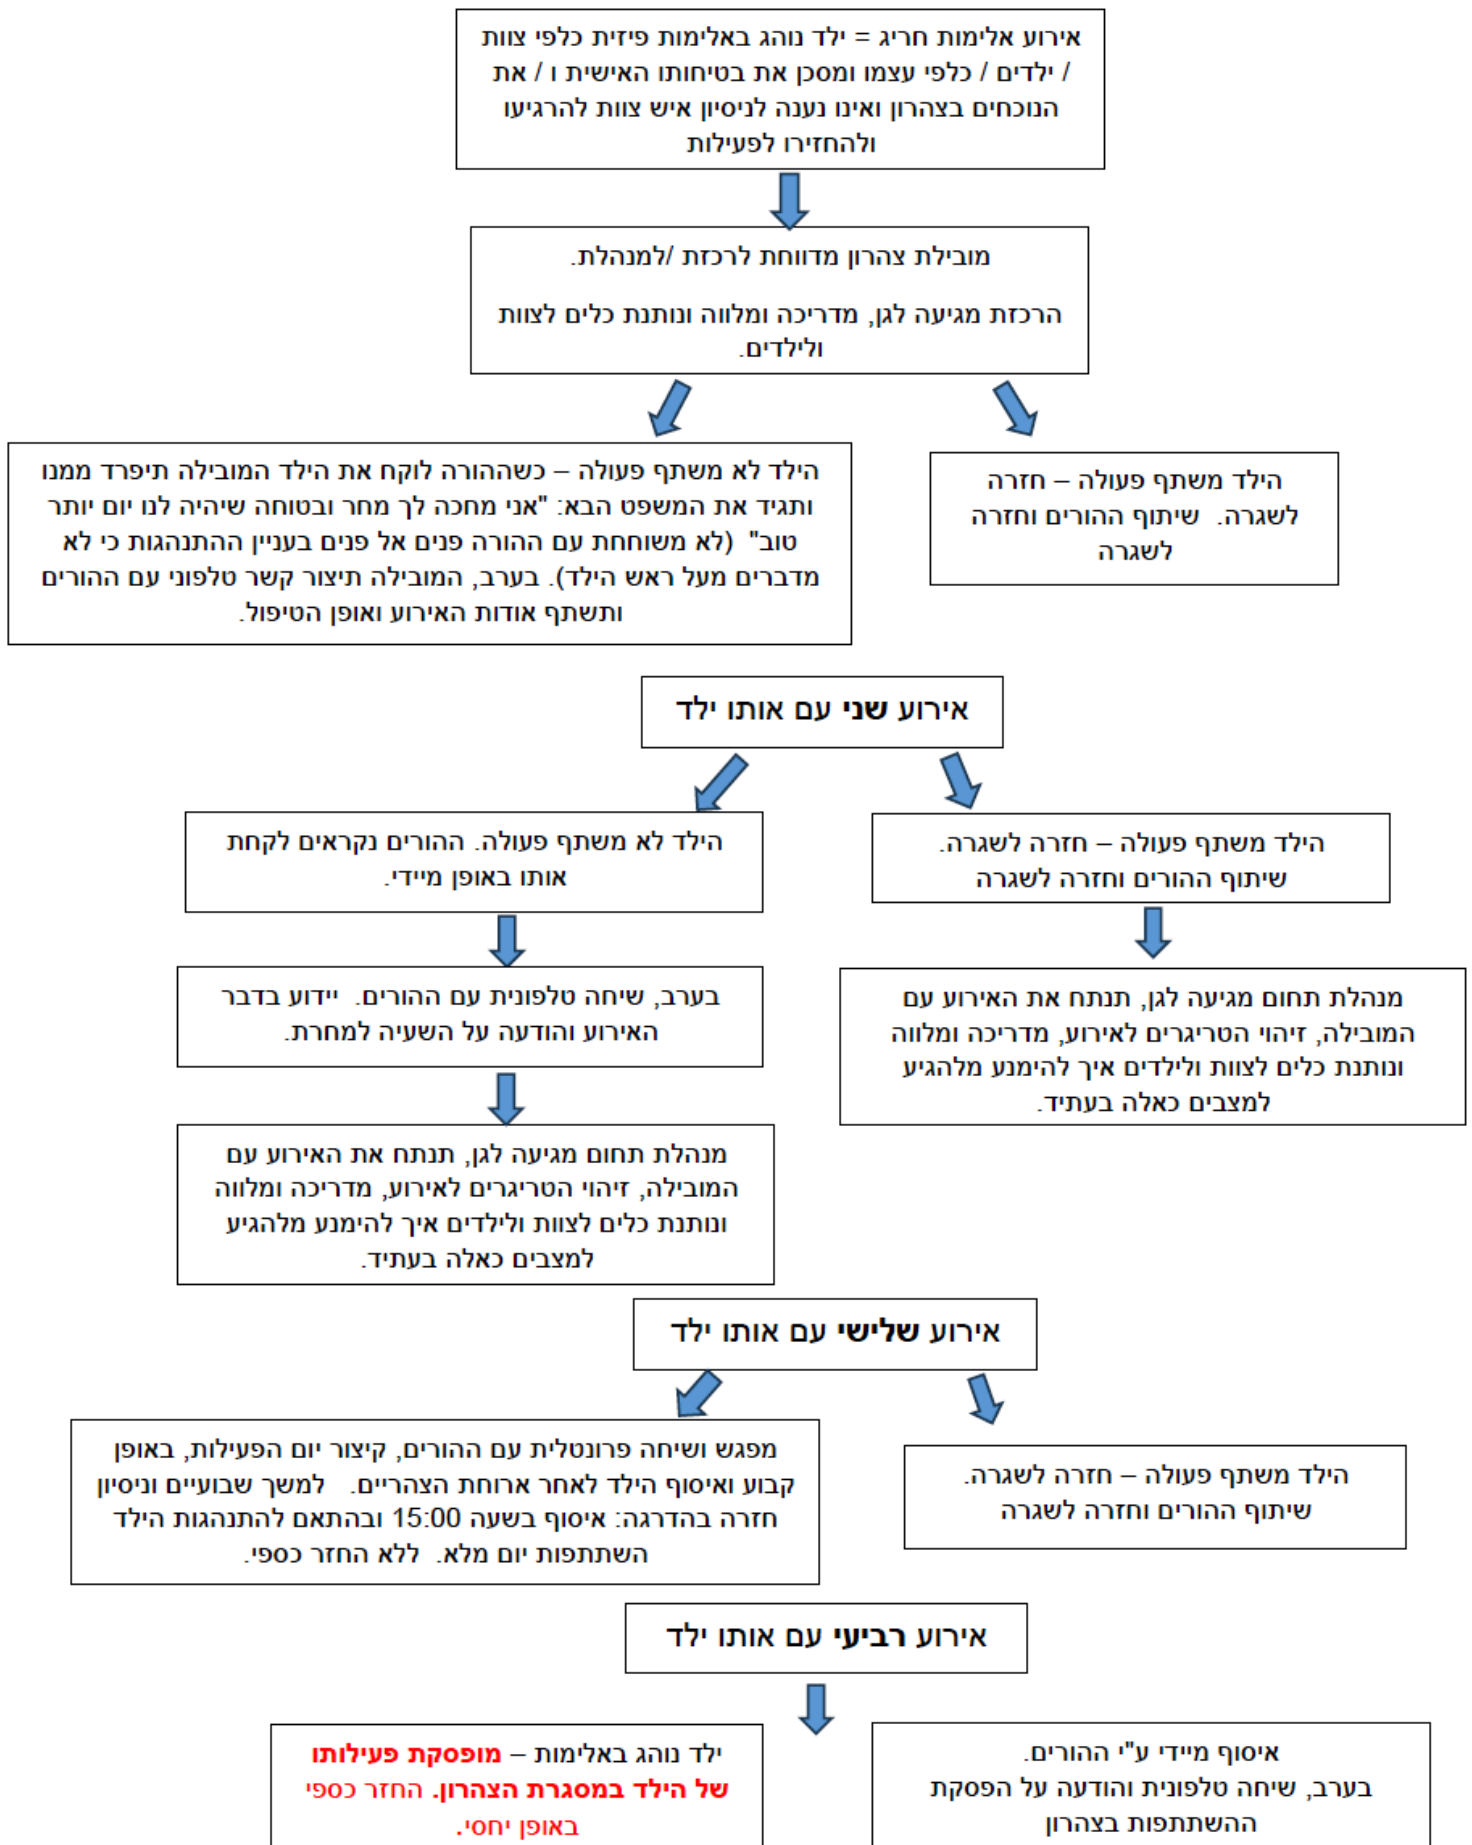 אירוע אלימות חריג = ילד נוהג באלימות פיזית כלפי צוות
/ ילדים / כלפי עצמו ומסכן את בטיחותו האישית ו / את
הנוכחים בצהרון ואינו נענה לניסיון איש צוות להרגיעו
ולהחזירו לפעילות
מובילת צהרון מדווחת לרכזת /למנהלת.
הרכזת מגיעה לגן, מדריכה ומלווה ונותנת כלים לצוות
ולילדים.
הילד משתף פעולה – חזרה
לשגרה.  שיתוף ההורים וחזרה
לשגרה
הילד לא משתף פעולה – כשההורה לוקח את הילד המובילה תיפרד ממנו
ותגיד את המשפט הבא: "אני מחכה לך מחר ובטוחה שיהיה לנו יום יותר
טוב"  (לא משוחחת עם ההורה פנים אל פנים בעניין ההתנהגות כי לא
מדברים מעל ראש הילד). בערב, המובילה תיצור קשר טלפוני עם ההורים
ותשתף אודות האירוע ואופן הטיפול.
אירוע שני עם אותו ילד
הילד משתף פעולה – חזרה לשגרה.
שיתוף ההורים וחזרה לשגרה
הילד לא משתף פעולה. ההורים נקראים לקחת
אותו באופן מיידי.
מנהלת תחום מגיעה לגן, תנתח את האירוע עם
המובילה, זיהוי הטריגרים לאירוע, מדריכה ומלווה
ונותנת כלים לצוות ולילדים איך להימנע מלהגיע
למצבים כאלה בעתיד.
בערב, שיחה טלפונית עם ההורים.  יידוע בדבר
האירוע והודעה על השעיה למחרת.
מנהלת תחום מגיעה לגן, תנתח את האירוע עם
המובילה, זיהוי הטריגרים לאירוע, מדריכה ומלווה
ונותנת כלים לצוות ולילדים איך להימנע מלהגיע
למצבים כאלה בעתיד.
אירוע שלישי עם אותו ילד
הילד משתף פעולה – חזרה לשגרה.
שיתוף ההורים וחזרה לשגרה
מפגש ושיחה פרונטלית עם ההורים, קיצור יום הפעילות, באופן
קבוע ואיסוף הילד לאחר ארוחת הצהריים.   למשך שבועיים וניסיון
חזרה בהדרגה: איסוף בשעה 15:00 ובהתאם להתנהגות הילד
השתתפות יום מלא.  ללא החזר כספי.
אירוע רביעי עם אותו ילד
איסוף מיידי ע"י ההורים.
בערב, שיחה טלפונית והודעה על הפסקת
ההשתתפות בצהרון
ילד נוהג באלימות – מופסקת פעילותו
של הילד במסגרת הצהרון. החזר כספי
באופן יחסי.